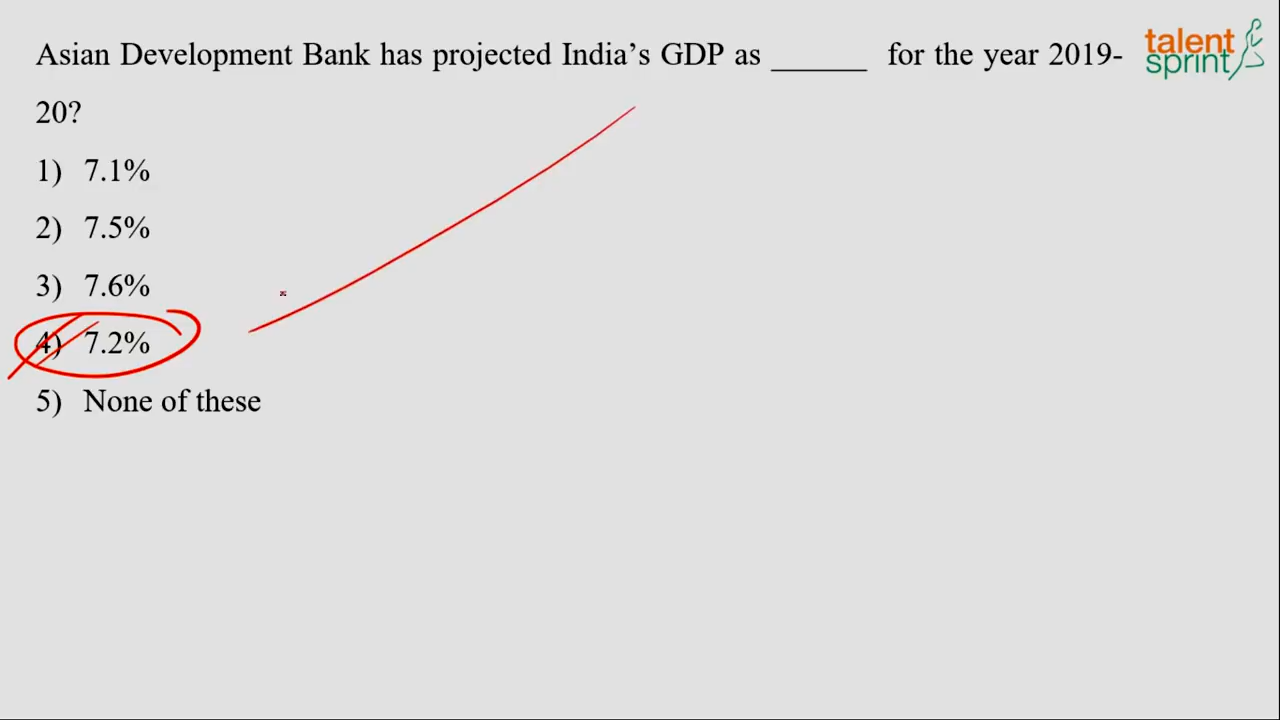 Asian Development Bank has projected India’s GDP as ______ for the year 2019-
20?
1) 7.1%
2) 7.5%
3) 7.6%
4) 7.2%
5) None of these
talent
sprint